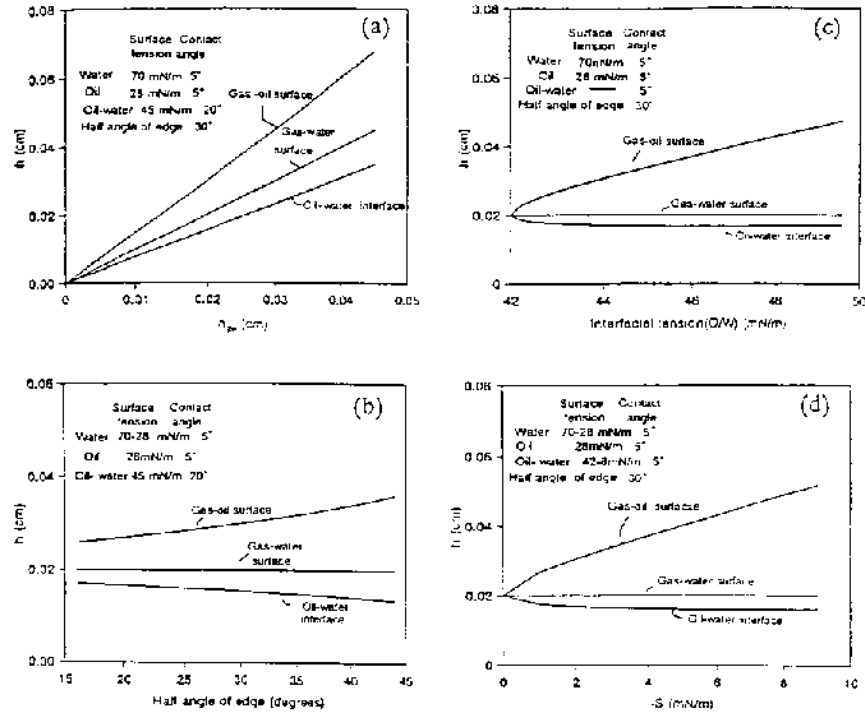 (a)
0.08
0.06
0.04
0.02
0.00
h (cm)
Surface Contact
tension angle
Water 70 mN/m 5°
Oil 28 mN/m 5°
Oil-water 45 mN/m 20°
Half angle of edge 30°
Gas-oil surface
Gas-water
surface
Oil-water interface
0 0.01 0.02 0.03 0.04 0.05
(cm)
(c)
0.08
0.06
0.04
0.02
0
h (cm)
Surface Contact
tension angle
Water 70mN/m 5°
Oil 28 mN/m 5°
Oil-water — 5°
Half angle of edge 30°
Gas-oil surface
Gas-water surface
Oil-water interface
42 44 46 48 50
Interfacial tension(O/W) (mN/m)
(b)
0.06
0.04
0.02
0.00
h (cm)
Surface Contact
tension angle
Water 70-28 mN/m 5°
Oil 28mN/m 5°
Oil-water 45 mN/m 20°
Gas-oil surface
Gas-water
surface
Oil-water
interface
15 20 25 30 35 40 45
Half angle of edge (degrees)
(d)
0.08
0.06
0.04
0.02
0
h (cm)
Surface Contact
tension angle
Water 70-28 mN/m 5°
Oil 28mN/m 5°
Oil-water 5°
Half angle of edge 30°
Gas-oil surface
Gas-water surface
Oil-water interface
0 2 4 6 8 10
-S (mN/m)